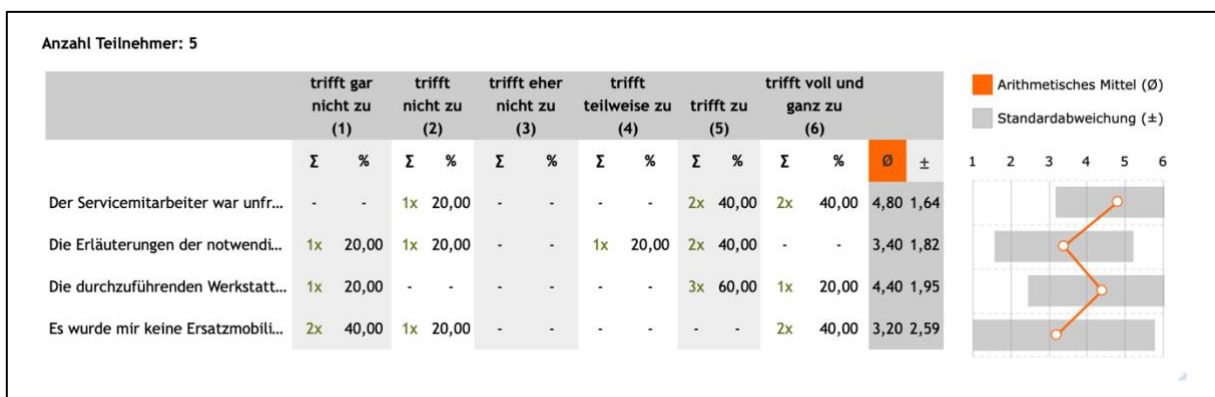 Anzahl Teilnehmer: 5
trifft gar nicht zu (1) trifft nicht zu (2) trifft eher nicht zu (3) trifft teilweise zu (4) trifft zu (5) trifft voll und ganz zu (6)
Σ % Σ % Σ % Σ % Σ % Σ % Ø ±
Der Servicemitarbeiter war unfr... - - 1x 20,00 - - - - 2x 40,00 2x 40,00 4,80 1,64
Die Erläuterungen der notwendi... 1x 20,00 1x 20,00 - - 1x 20,00 2x 40,00 - - 3,40 1,82
Die durchzuführenden Werkstatt... 1x 20,00 - - - - - - 3x 60,00 1x 20,00 4,40 1,95
Es wurde mir keine Ersatzmobili... 2x 40,00 1x 20,00 - - - - - - 2x 40,00 3,20 2,59
Arithmetisches Mittel (Ø)
Standardabweichung (±)
1 2 3 4 5 6